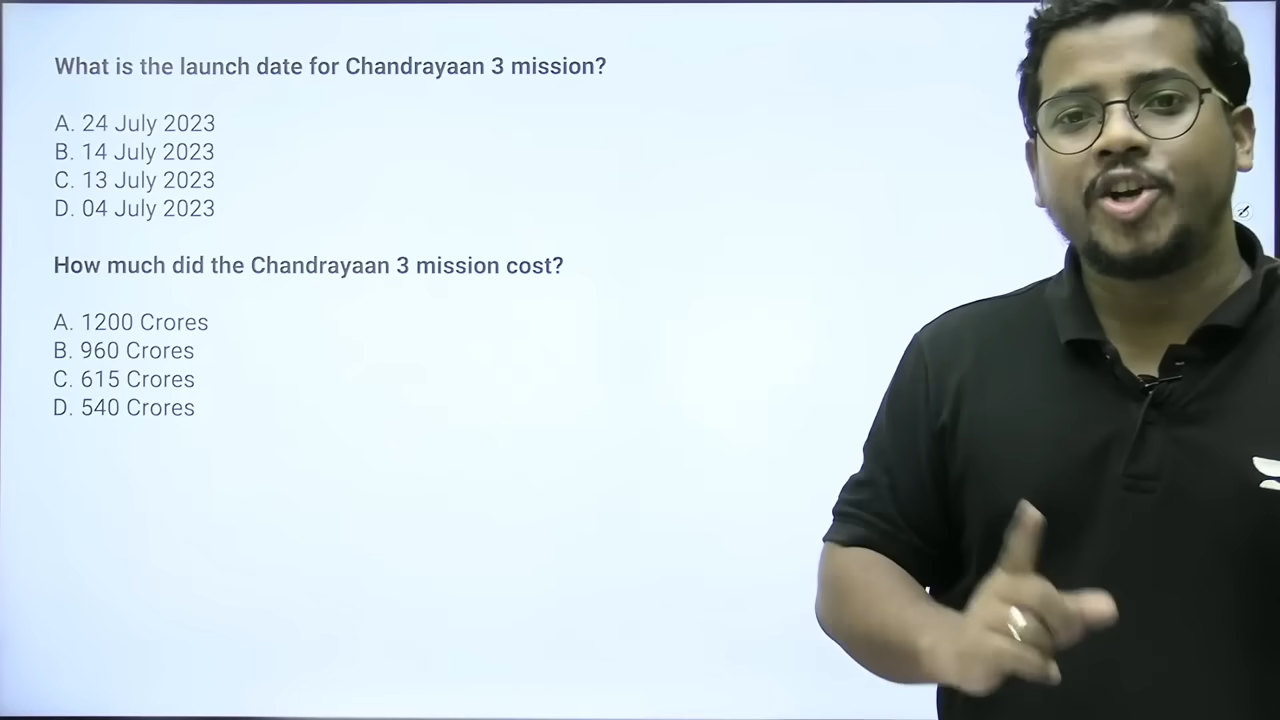 What is the launch date for Chandrayaan 3 mission?
A. 24 July 2023
B. 14 July 2023
C. 13 July 2023
D. 04 July 2023
How much did the Chandrayaan 3 mission cost?
A. 1200 Crores
B. 960 Crores
C. 615 Crores
D. 540 Crores